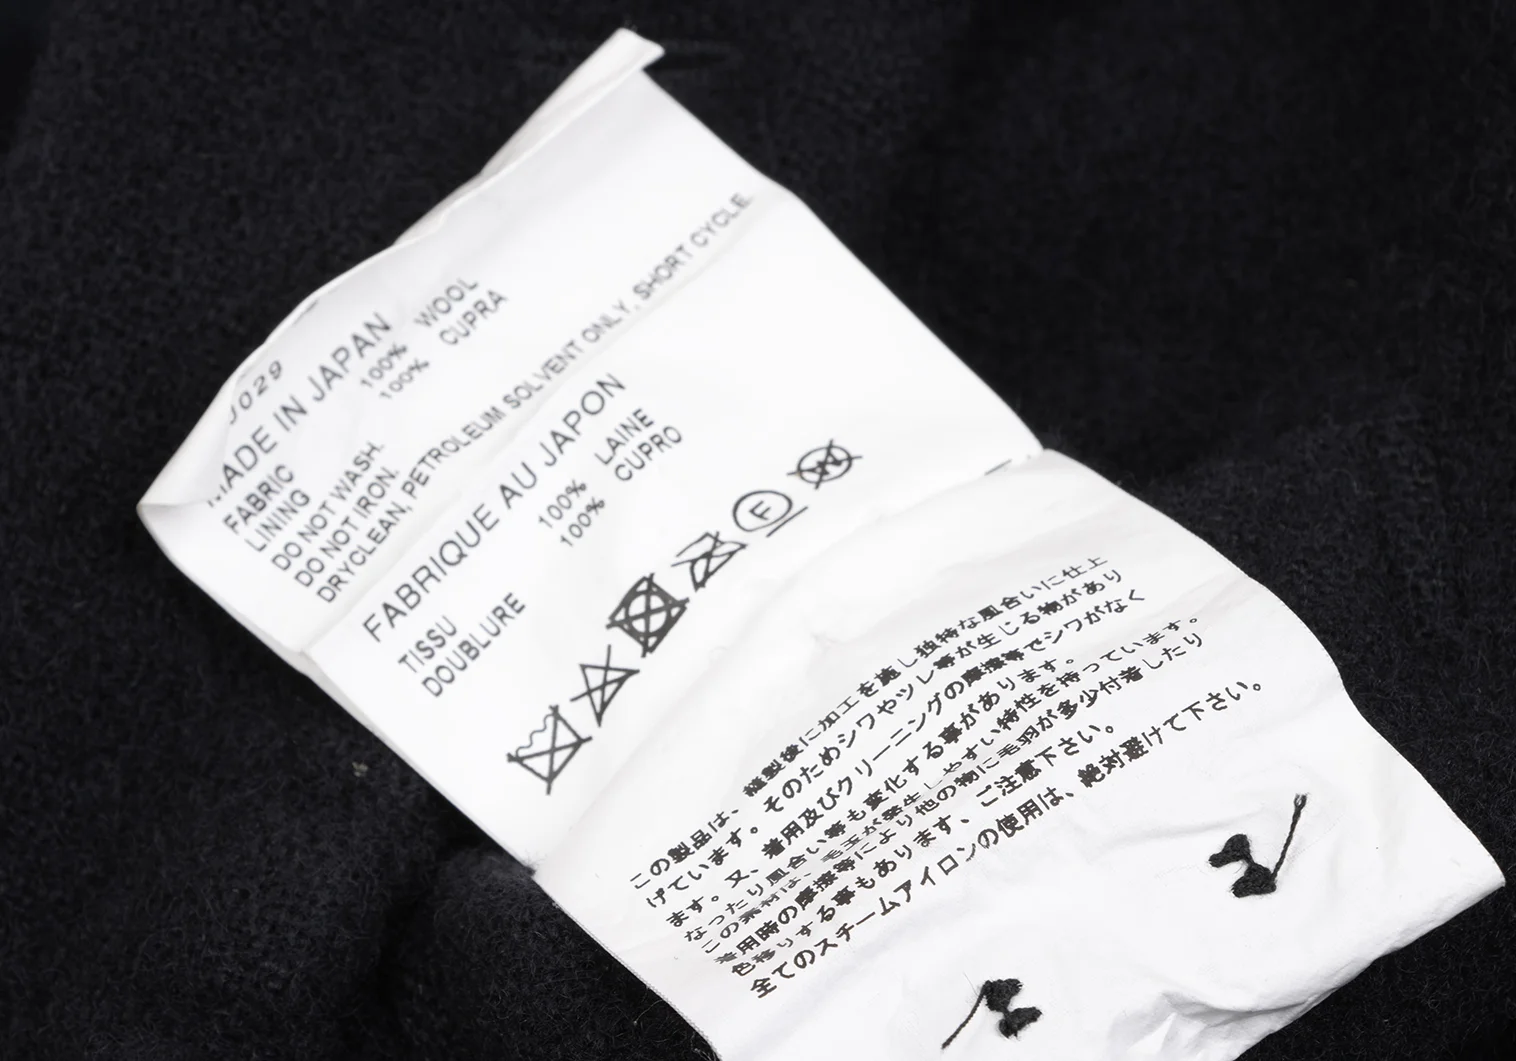 029
MADE IN JAPAN
FABRIC 100% WOOL
LINING 100% CUPRA
DO NOT WASH.
DO NOT IRON.
DRYCLEAN, PETROLEUM SOLVENT ONLY, SHORT CYCLE.
FABRIQUE AU JAPON
TISSU 100% LAINE
DOUBLURE 100% CUPRO
F
W
この製品は、縫製後に加工を施し独特な風合いに仕上
げています。そのためシワやツレ等が生じる物があり
ます。又、着用及びクリーニングの摩擦等でシワがなく
なったり風合い等も変化する事があります。
この素材は、毛玉が発生しやすい特性を持っています。
着用時の摩擦等により他の物に毛羽が多少付着したり
色移りする事もあります、ご注意下さい。
全てのスチームアイロンの使用は、絶対避けて下さい。